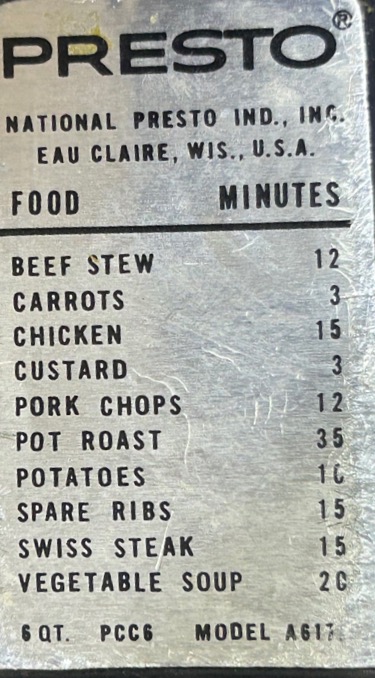 PRESTO®
NATIONAL PRESTO IND., INC.
EAU CLAIRE, WIS., U.S.A.
FOOD MINUTES
BEEF STEW 12
CARROTS 3
CHICKEN 15
CUSTARD 3
PORK CHOPS 12
POT ROAST 35
POTATOES 10
SPARE RIBS 15
SWISS STEAK 15
VEGETABLE SOUP 20
6 QT. PCC6 MODEL